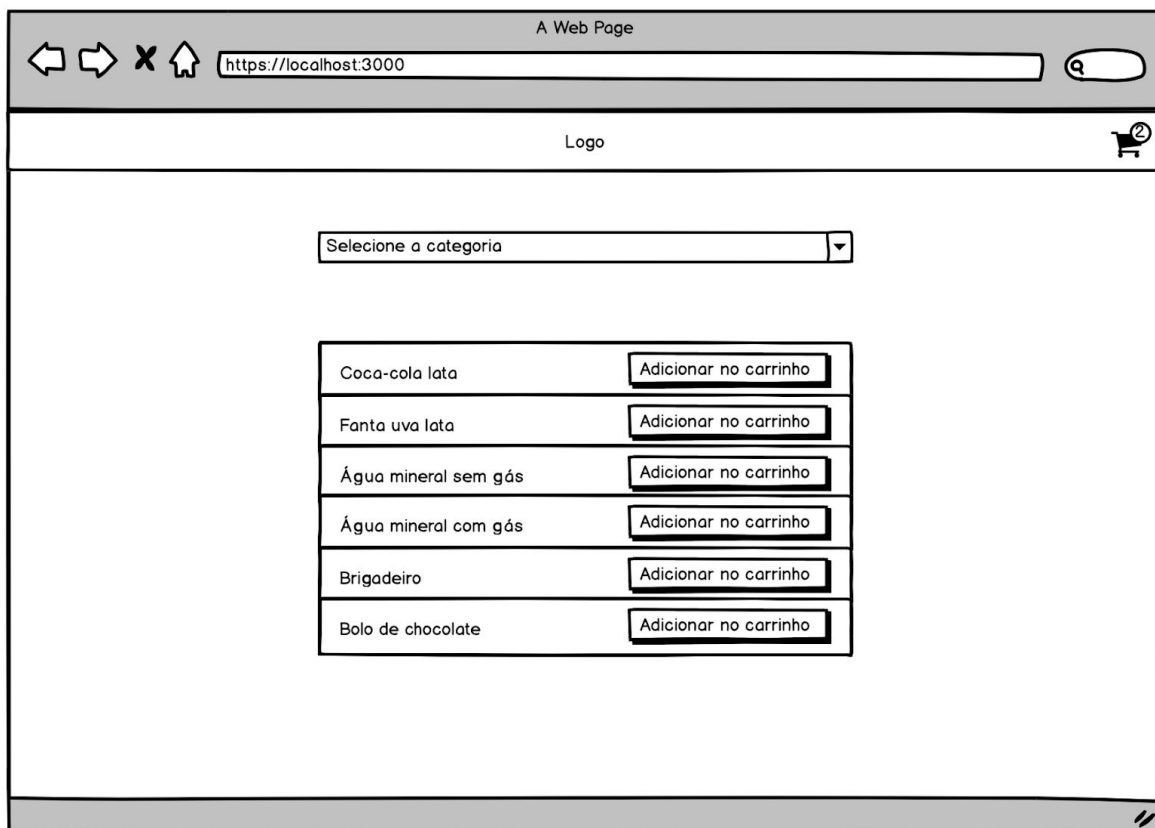 A Web Page
https://localhost:3000
Logo
2
Selecione a categoria
Coca-cola lata Adicionar no carrinho
Fanta uva lata Adicionar no carrinho
Água mineral sem gás Adicionar no carrinho
Água mineral com gás Adicionar no carrinho
Brigadeiro Adicionar no carrinho
Bolo de chocolate Adicionar no carrinho